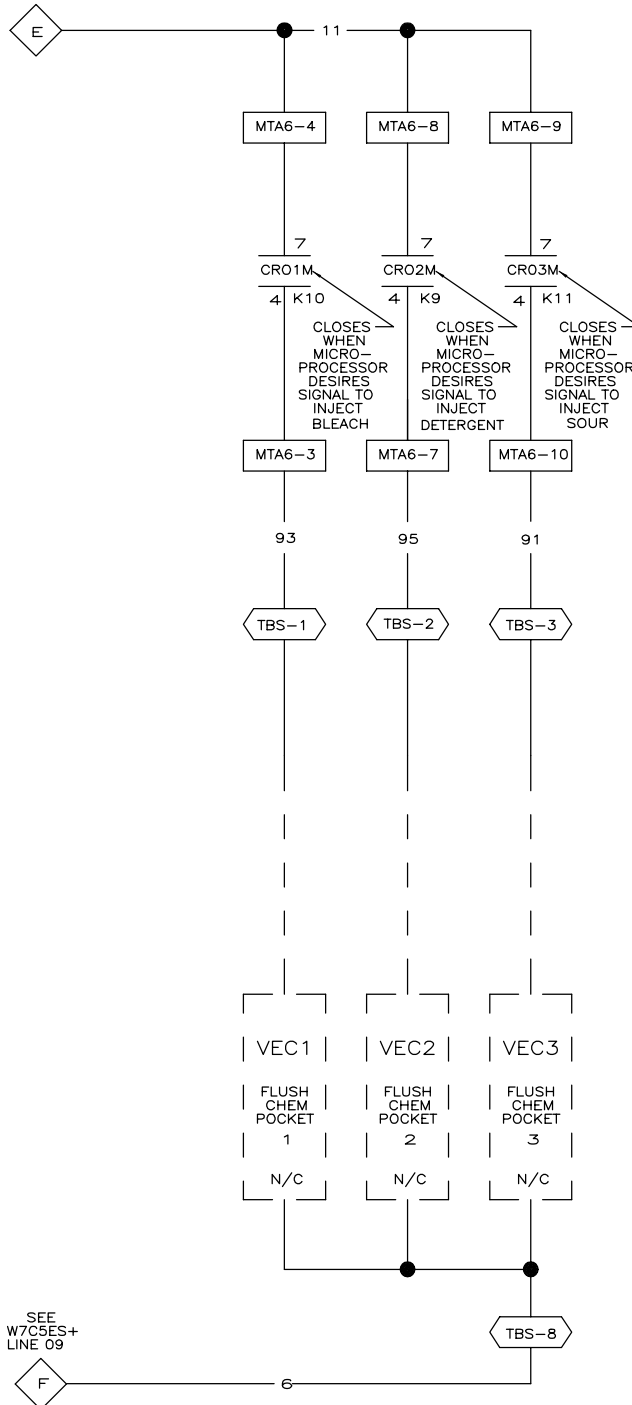 E
11
MTA6-4
MTA6-8
MTA6-9
7
7
7
CR01M
CR02M
CR03M
4 K10
4 K9
4 K11
CLOSES
WHEN
MICRO-
PROCESSOR
DESIRES
SIGNAL TO
INJECT
BLEACH
CLOSES
WHEN
MICRO-
PROCESSOR
DESIRES
SIGNAL TO
INJECT
DETERGENT
CLOSES
WHEN
MICRO-
PROCESSOR
DESIRES
SIGNAL TO
INJECT
SOUR
MTA6-3
MTA6-7
MTA6-10
93
95
91
TBS-1
TBS-2
TBS-3
VEC1
FLUSH
CHEM
POCKET
1
N/C
VEC2
FLUSH
CHEM
POCKET
2
N/C
VEC3
FLUSH
CHEM
POCKET
3
N/C
TBS-8
SEE
W7C5ES+
LINE 09
F
6